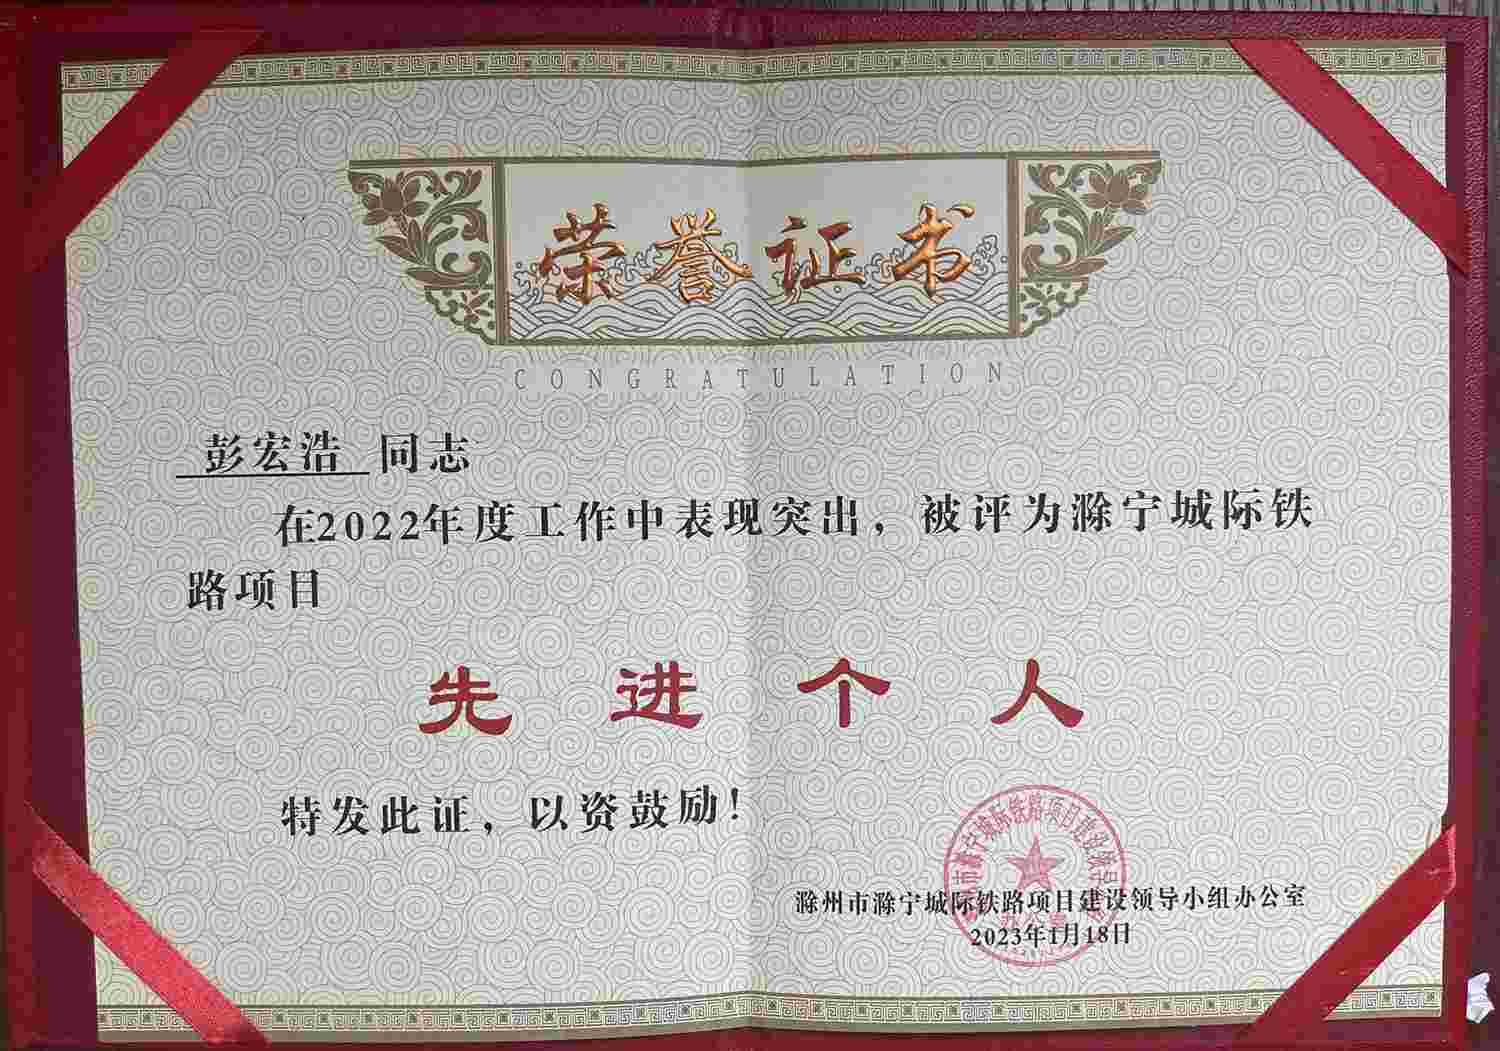 荣誉证书
CONGRATULATION
彭宏浩 同志
在2022年度工作中表现突出，被评为滁宁城际铁
路项目
先进个人
特发此证，以资鼓励！
滁州市滁宁城际铁路项目建设领导小组办公室
2023年1月18日